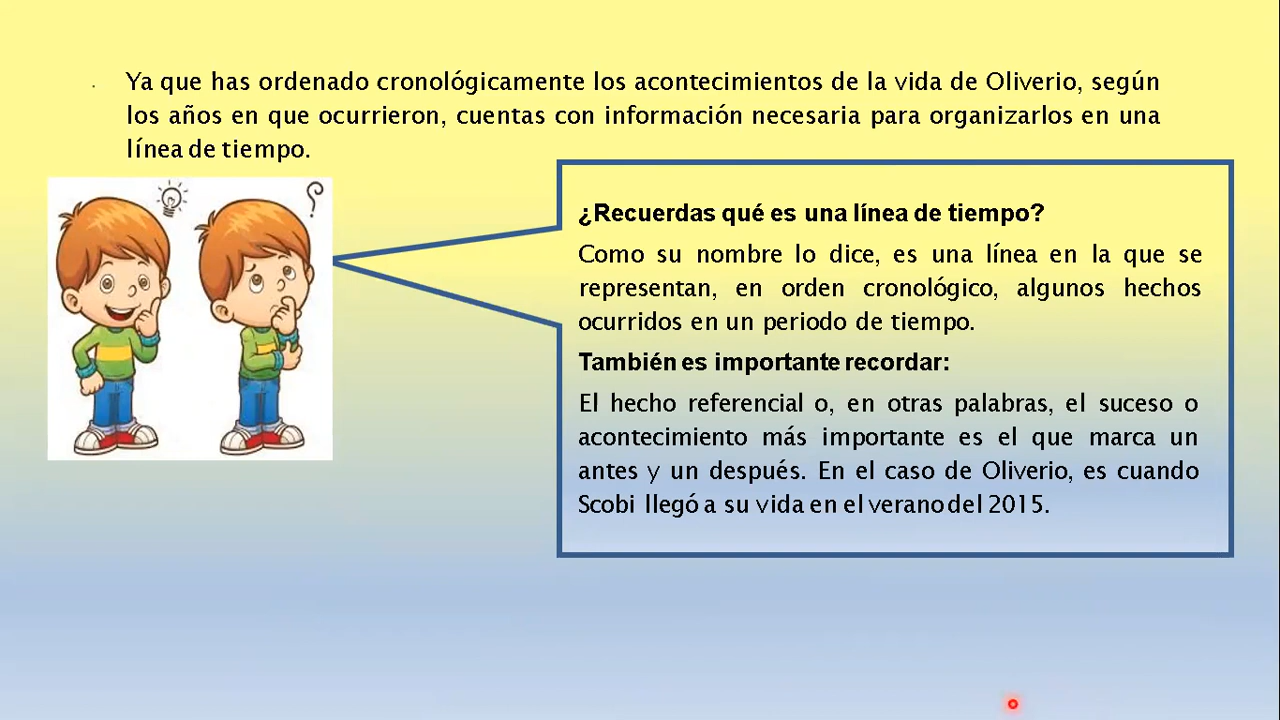 Ya que has ordenado cronológicamente los acontecimientos de la vida de Oliverio, según
los años en que ocurrieron, cuentas con información necesaria para organizarlos en una
línea de tiempo.
¿Recuerdas qué es una línea de tiempo?
Como su nombre lo dice, es una línea en la que se
representan, en orden cronológico, algunos hechos
ocurridos en un periodo de tiempo.
También es importante recordar:
El hecho referencial o, en otras palabras, el suceso o
acontecimiento más importante es el que marca un
antes y un después. En el caso de Oliverio, es cuando
Scobi llegó a su vida en el verano del 2015.